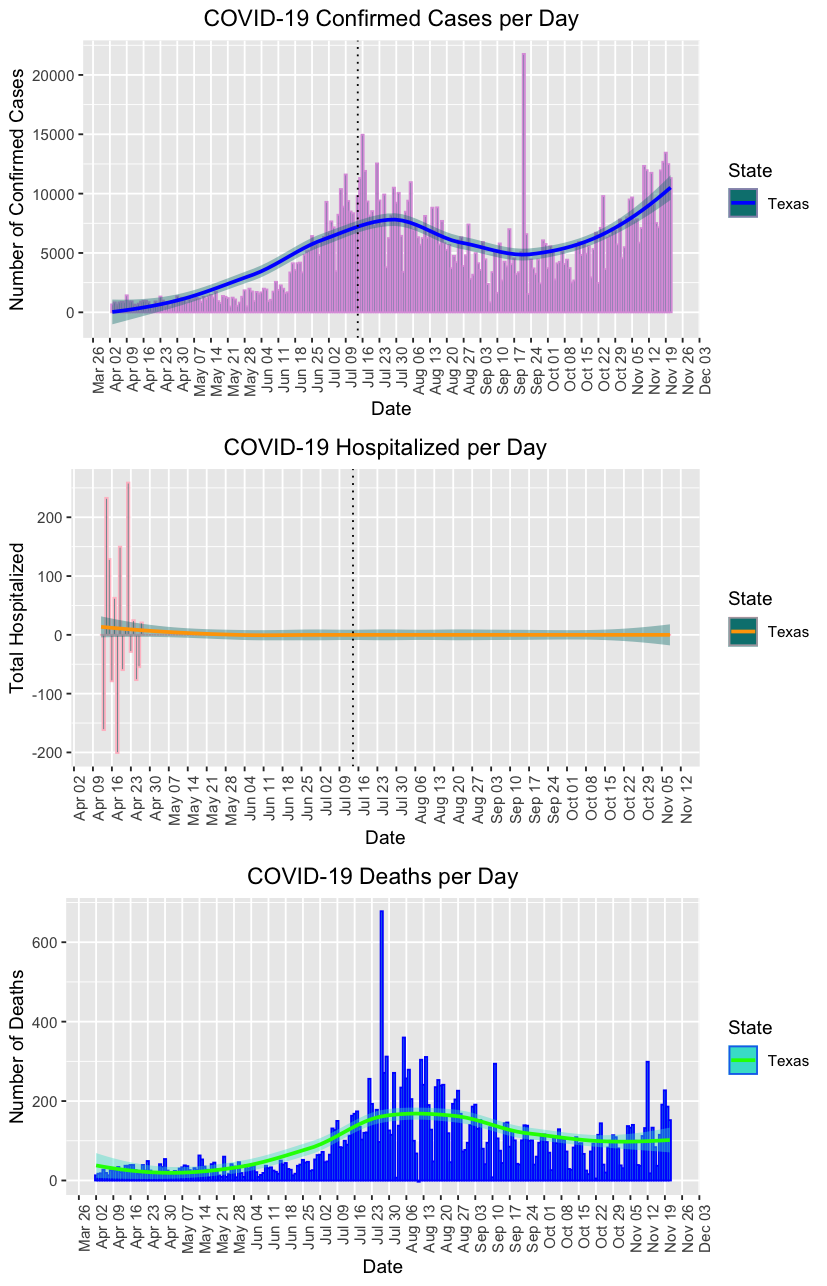 COVID-19 Confirmed Cases per Day
Number of Confirmed Cases
20000
15000
10000
5000
0
Mar 26
Apr 02
Apr 09
Apr 16
Apr 23
Apr 30
May 07
May 14
May 21
May 28
Jun 04
Jun 11
Jun 18
Jun 25
Jul 02
Jul 09
Jul 16
Jul 23
Jul 30
Aug 06
Aug 13
Aug 20
Aug 27
Sep 03
Sep 10
Sep 17
Sep 24
Oct 01
Oct 08
Oct 15
Oct 22
Oct 29
Nov 05
Nov 12
Nov 19
Nov 26
Dec 03
Date
State
Texas
COVID-19 Hospitalized per Day
Total Hospitalized
200
100
0
-100
-200
Apr 02
Apr 09
Apr 16
Apr 23
Apr 30
May 07
May 14
May 21
May 28
Jun 04
Jun 11
Jun 18
Jun 25
Jul 02
Jul 09
Jul 16
Jul 23
Jul 30
Aug 06
Aug 13
Aug 20
Aug 27
Sep 03
Sep 10
Sep 17
Sep 24
Oct 01
Oct 08
Oct 15
Oct 22
Oct 29
Nov 05
Nov 12
Date
State
Texas
COVID-19 Deaths per Day
Number of Deaths
600
400
200
0
Mar 26
Apr 02
Apr 09
Apr 16
Apr 23
Apr 30
May 07
May 14
May 21
May 28
Jun 04
Jun 11
Jun 18
Jun 25
Jul 02
Jul 09
Jul 16
Jul 23
Jul 30
Aug 06
Aug 13
Aug 20
Aug 27
Sep 03
Sep 10
Sep 17
Sep 24
Oct 01
Oct 08
Oct 15
Oct 22
Oct 29
Nov 05
Nov 12
Nov 19
Nov 26
Dec 03
Date
State
Texas